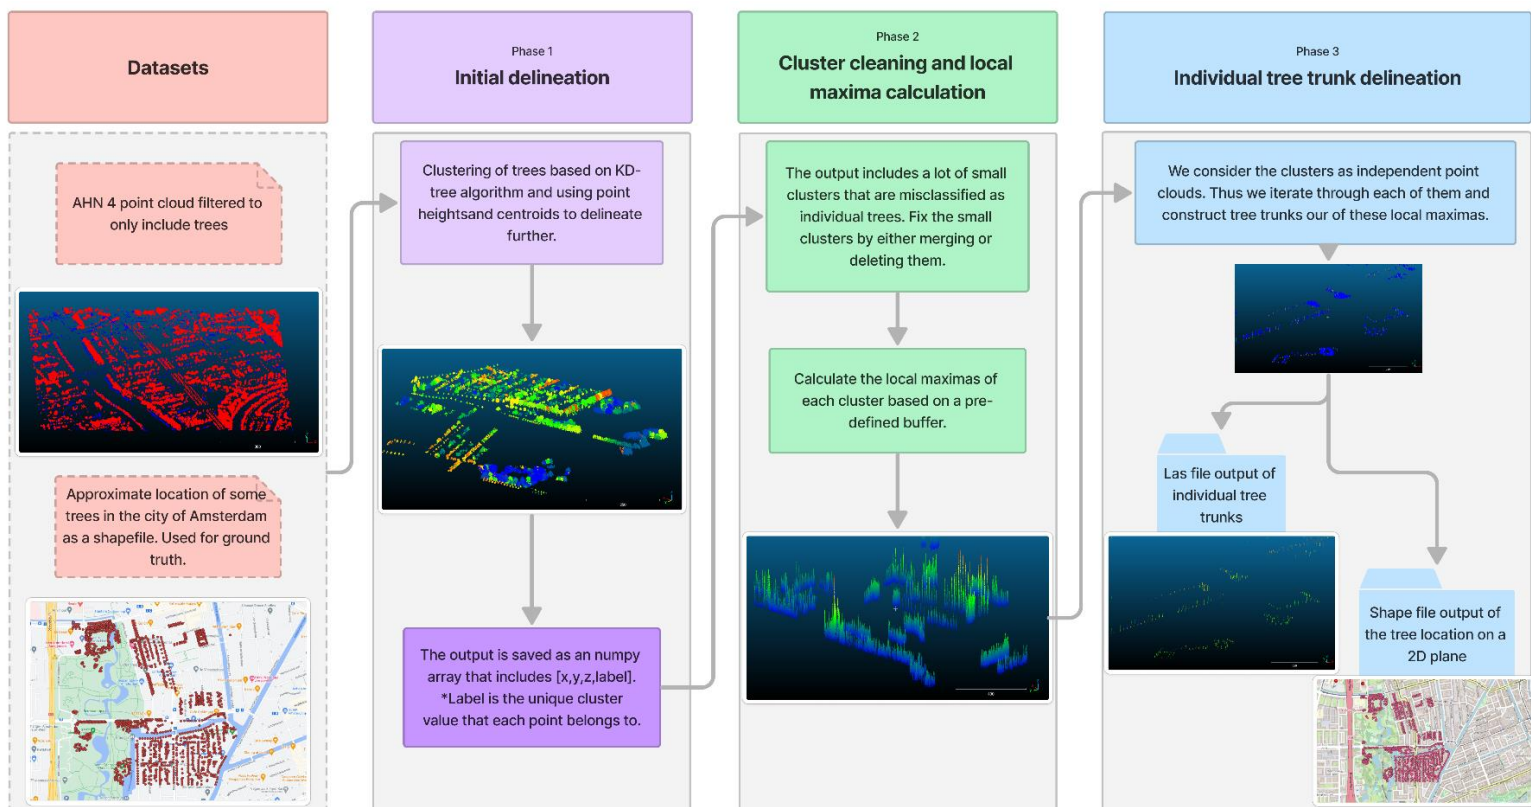 Datasets
Phase 1
Initial delineation
Phase 2
Cluster cleaning and local
maxima calculation
Phase 3
Individual tree trunk delineation
AHN 4 point cloud filtered to
only include trees
Approximate location of some
trees in the city of Amsterdam
as a shapefile. Used for ground
truth.
Clustering of trees based on KD-
tree algorithm and using point
heightsand centroids to delineate
further.
The output is saved as an numpy
array that includes [x,y,z,label].
*Label is the unique cluster
value that each point belongs to.
The output includes a lot of small
clusters that are misclassified as
individual trees. Fix the small
clusters by either merging or
deleting them.
Calculate the local maximas of
each cluster based on a pre-
defined buffer.
We consider the clusters as independent point
clouds. Thus we iterate through each of them and
construct tree trunks our of these local maximas.
Las file output of
individual tree
trunks
Shape file output of
the tree location on a
2D plane